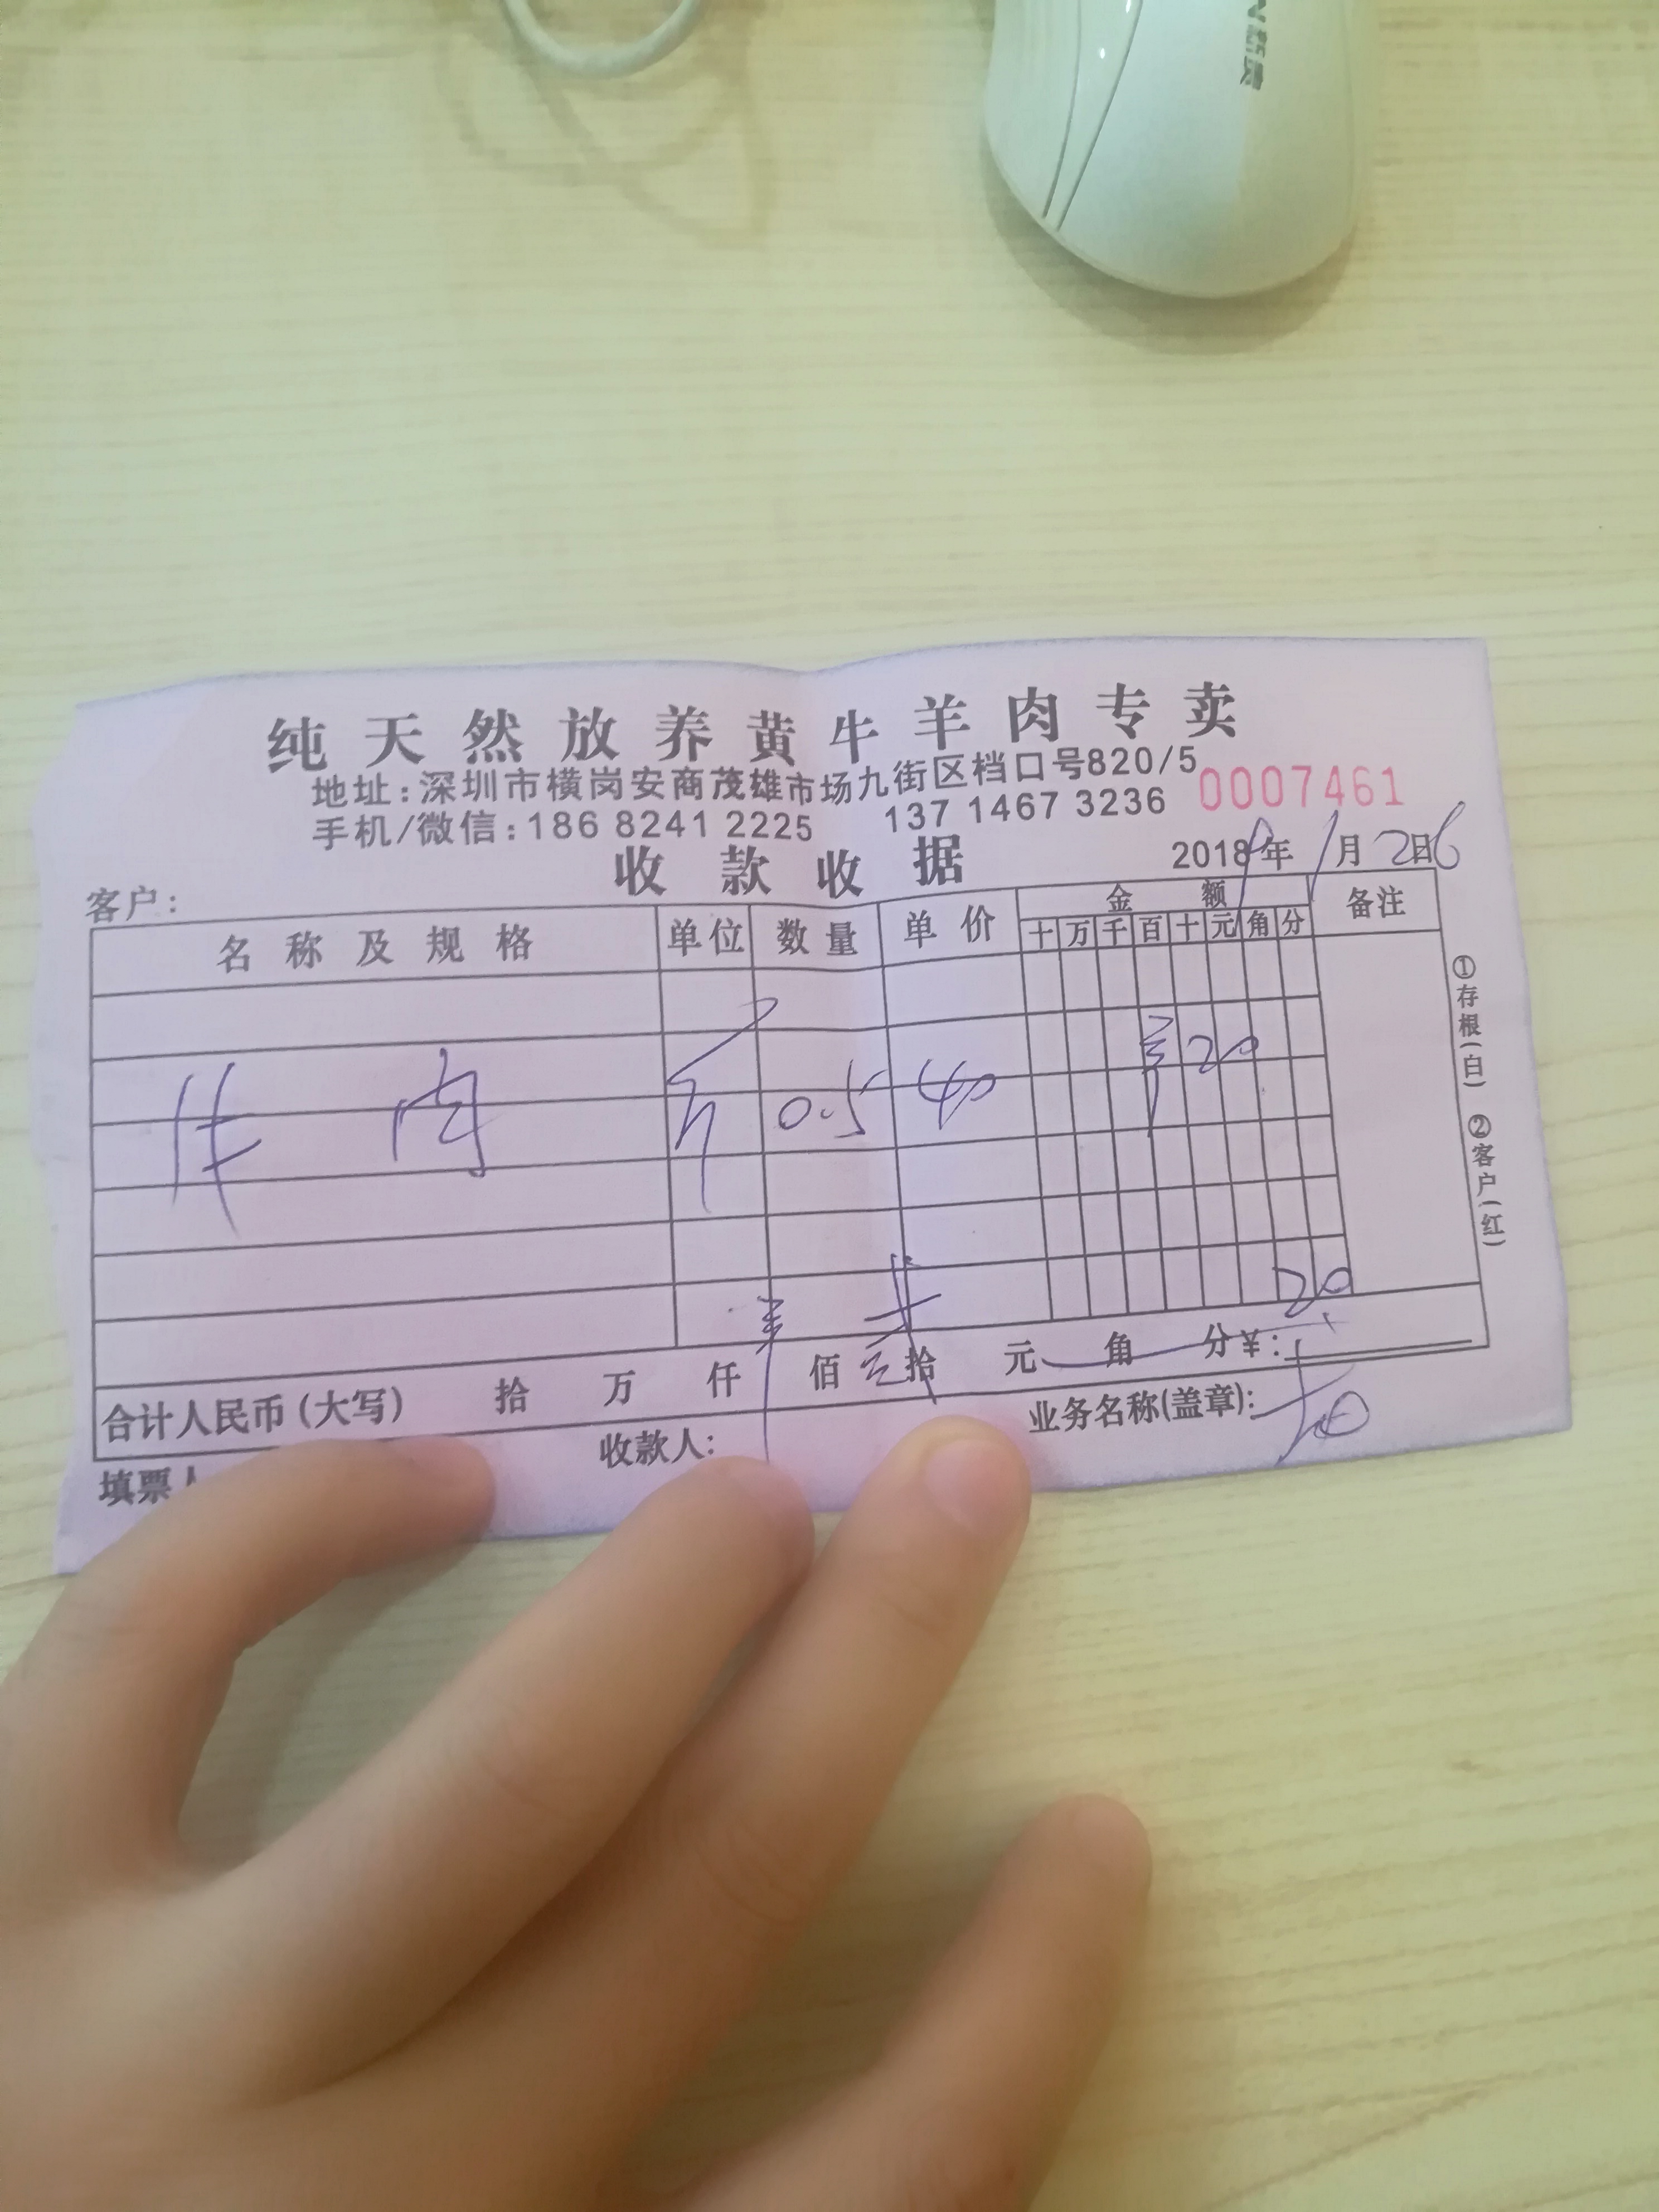 新贵
纯天然放养黄牛羊肉专卖
地址:深圳市横岗安商茂雄市场九街区档口号820/5
手机/微信:186 8241 2225 137 1467 3236 0007461
收款收据 2018年1月26日
客户:
名称及规格 单位 数量 单价 金额 备注
十 万 千 百 十 元 角 分
¥20
牛 肉 斤 0.5 40
20
合计人民币(大写) 拾 万 仟 佰 拾 元 角 分¥:
填票人 收款人: 业务名称(盖章):
①存根(白) ②客户(红)